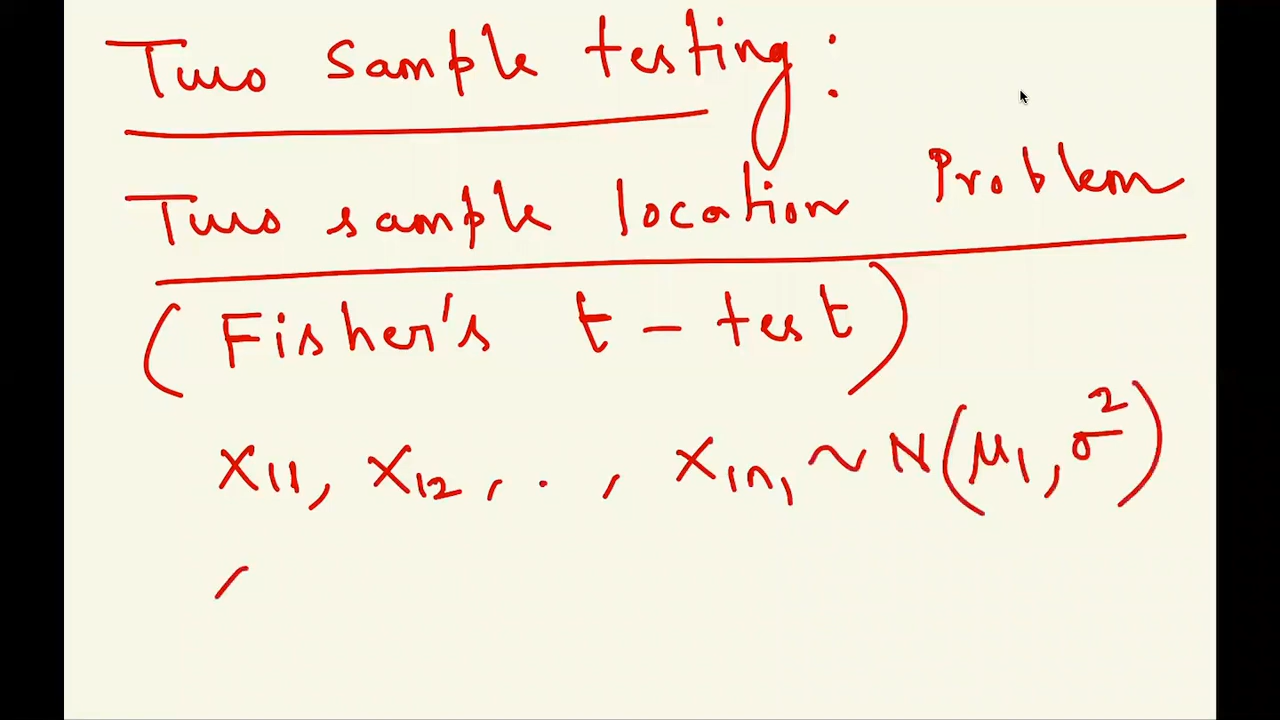 Two sample testing:
Two sample location Problem
(Fisher's t-test)
X₁₁, X₁₂, . , X₁ₙ₁ ~ N(μ₁, σ²)